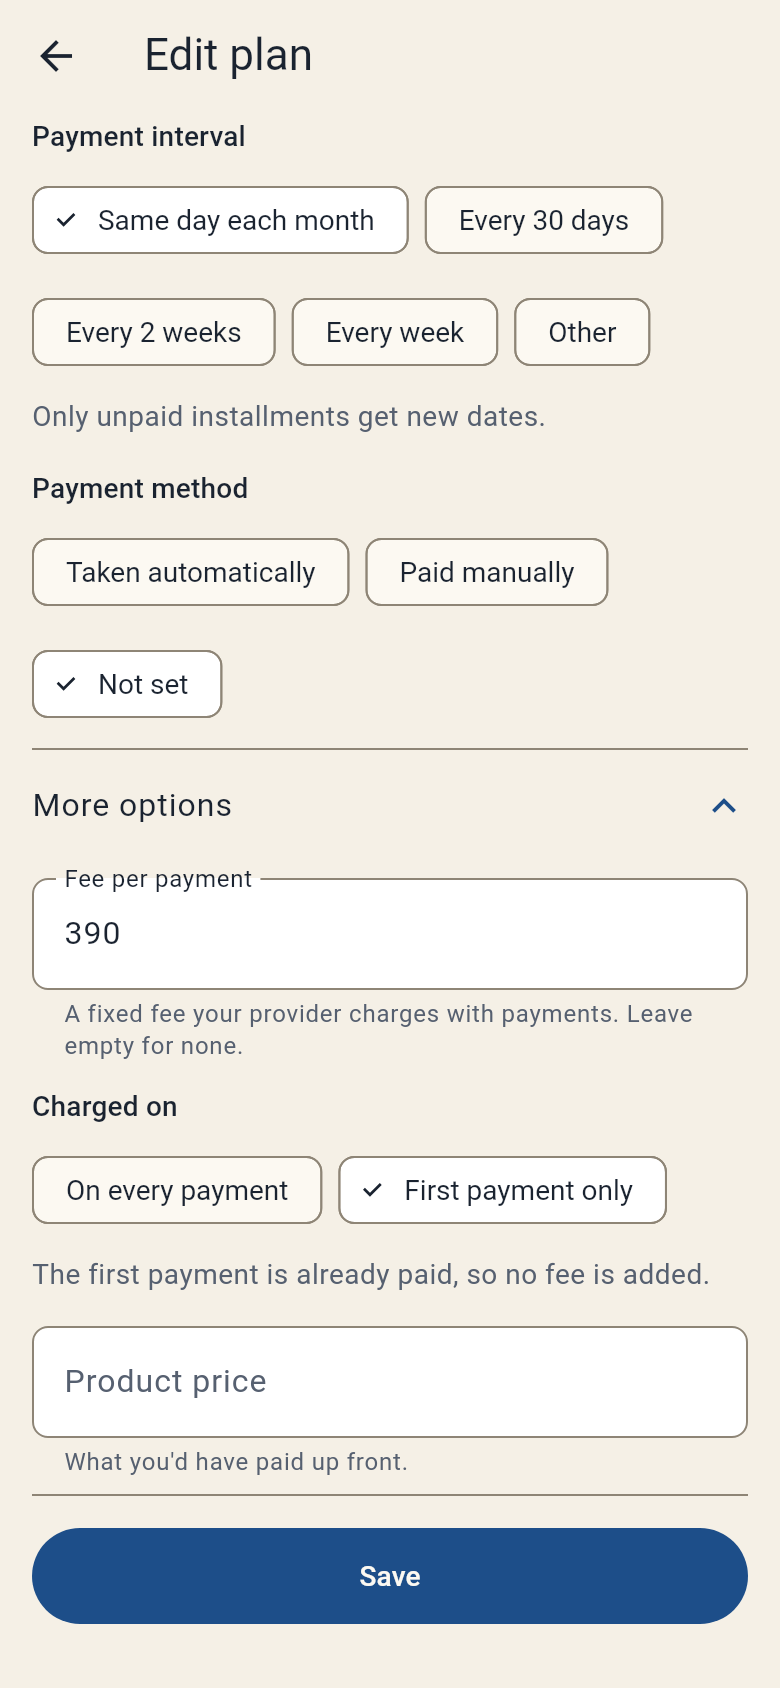 Edit plan
Payment interval
Same day each month
Every 30 days
Every 2 weeks
Every week
Other
Only unpaid installments get new dates.
Payment method
Taken automatically
Paid manually
Not set
More options
Fee per payment
390
A fixed fee your provider charges with payments. Leave
empty for none.
Charged on
On every payment
First payment only
The first payment is already paid, so no fee is added.
Product price
What you'd have paid up front.
Save